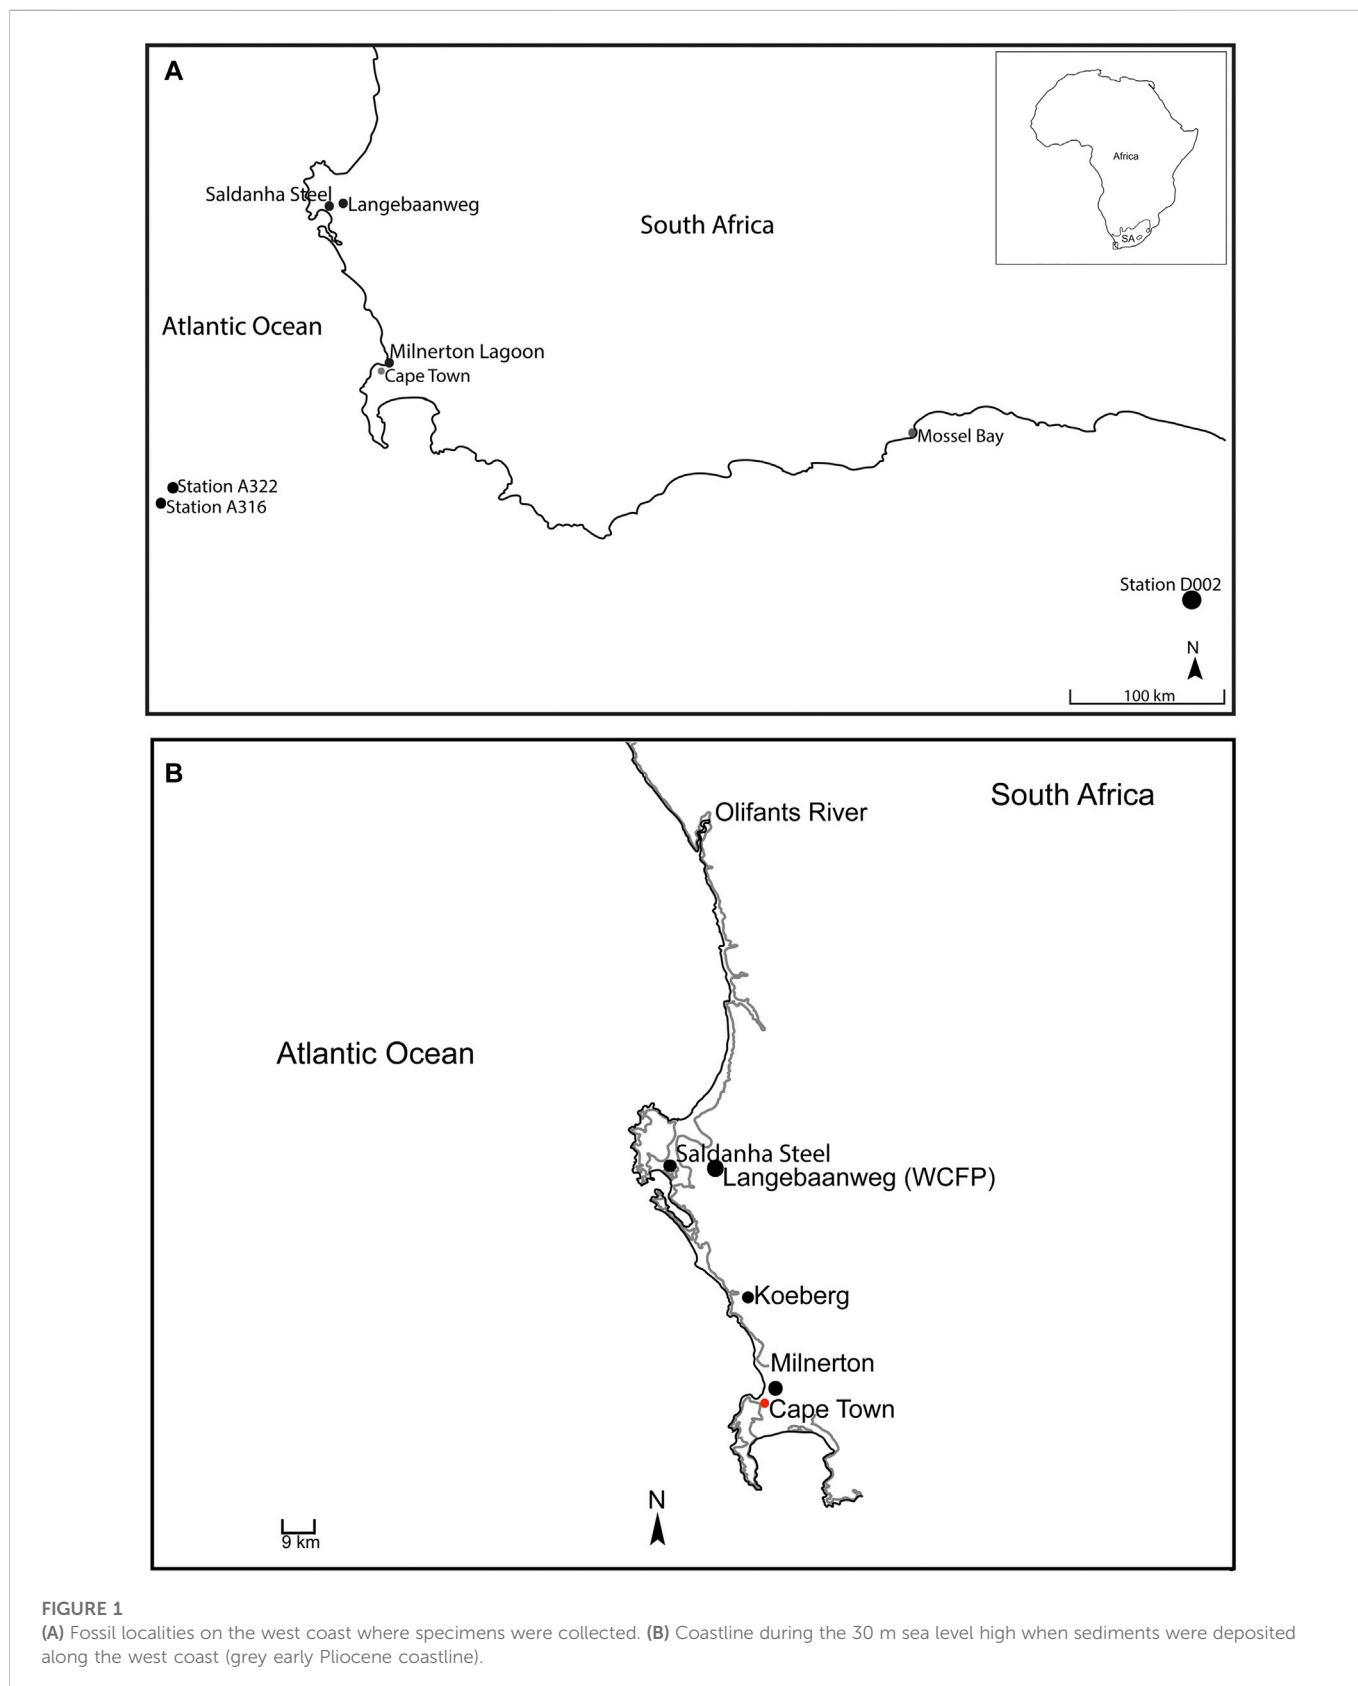 A
Africa
SA
Saldanha Steel
Langebaanweg
South Africa
Atlantic Ocean
Milnerton Lagoon
Cape Town
Mossel Bay
Station A322
Station A316
Station D002
N
100 km
B
South Africa
Olifants River
Atlantic Ocean
Saldanha Steel
Langebaanweg (WCFP)
Koeberg
Milnerton
Cape Town
N
9 km
FIGURE 1
(A) Fossil localities on the west coast where specimens were collected. (B) Coastline during the 30 m sea level high when sediments were deposited
along the west coast (grey early Pliocene coastline).